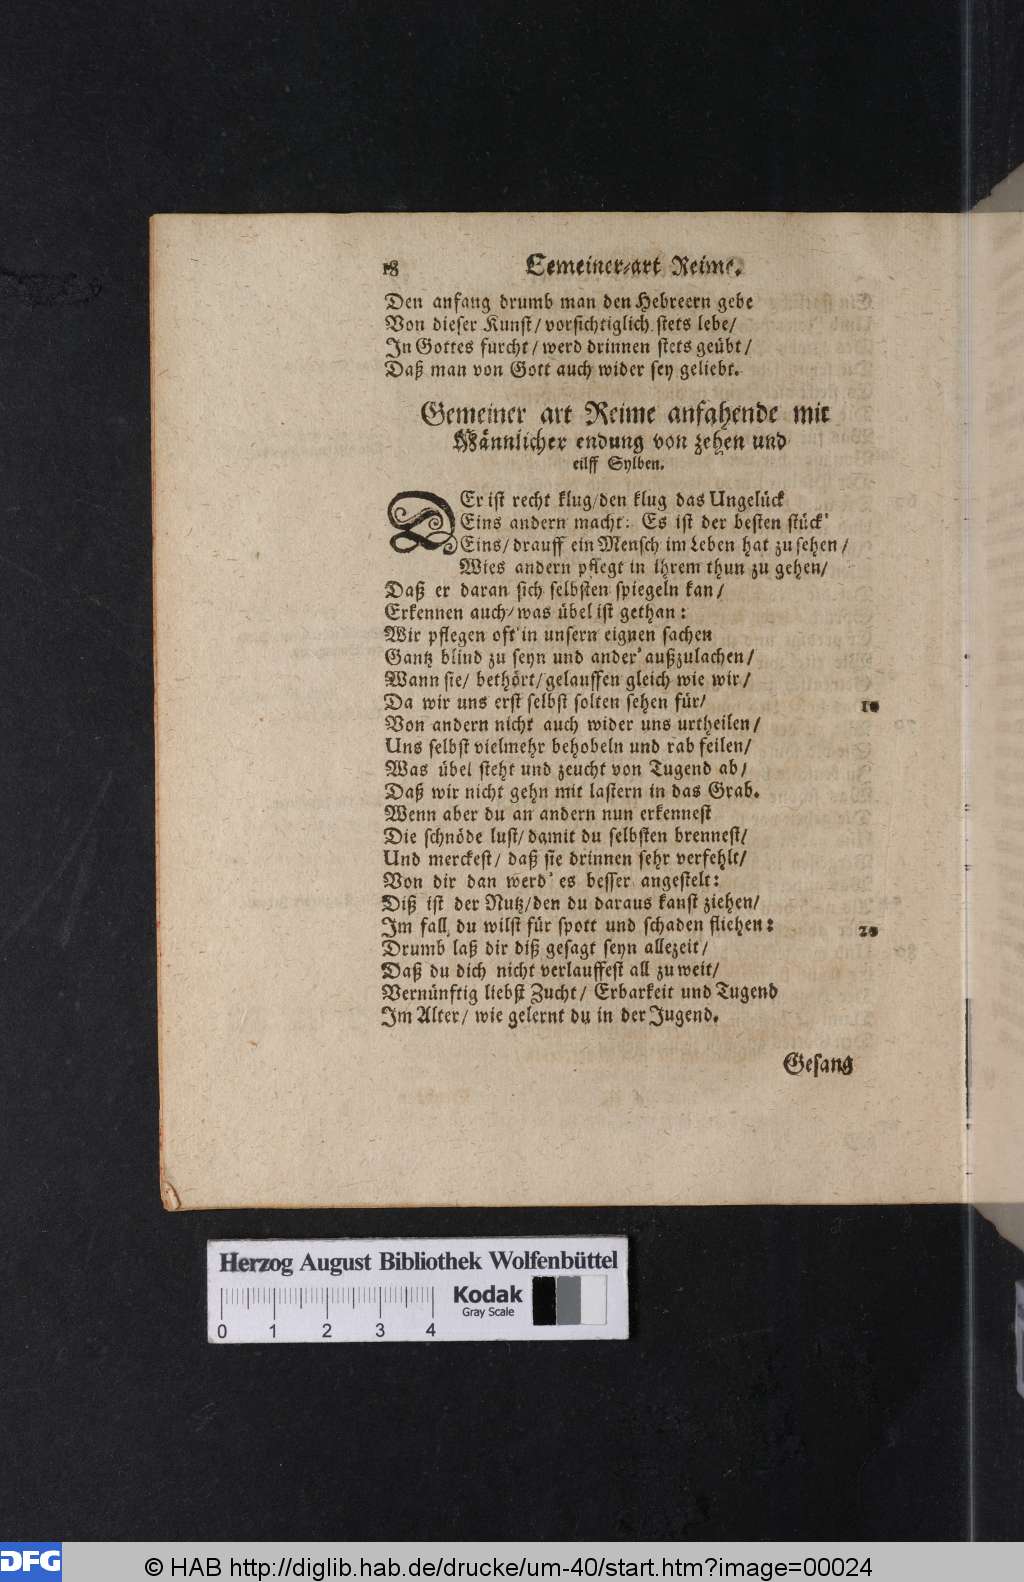 18 Gemeiner-art Reime.
Den anfang drumb man den Hebreern gebe
Von dieser Kunst/ vorsichtiglich stets lebe/
In Gottes furcht/ werd drinnen stets geübt/
Daß man von Gott auch wider sey geliebt.
Gemeiner art Reime anfahende mit
Männlicher endung von zehen und
eilff Sylben.
DEr ist recht klug/den klug das Ungelück
Eins andern macht: Es ist der besten stück'
Eins/drauff ein Mensch im Leben hat zu sehen/
Wies andern pflegt in ihrem thun zu gehen/
Daß er daran sich selbsten spiegeln kan/
Erkennen auch/was übel ist gethan:
Wir pflegen oft in unsern eignen sachen
Gantz blind zu seyn und ander' außzulachen/
Wann sie/ bethört/gelauffen gleich wie wir/
Da wir uns erst selbst solten sehen für/ 10
Von andern nicht auch wider uns urtheilen/
Uns selbst vielmehr behobeln und rab feilen/
Was übel steht und zeucht von Tugend ab/
Daß wir nicht gehn mit lastern in das Grab.
Wenn aber du an andern nun erkennest
Die schnöde lust/damit du selbsten brennest/
Und merckest/ daß sie drinnen sehr verfehlt/
Von dir dan werd' es besser angestelt:
Diß ist der Nutz/den du daraus kanst ziehen/
Im fall du wilst für spott und schaden fliehen: 20
Drumb laß dir diß gesagt seyn allezeit/
Daß du dich nicht verlauffest all zu weit/
Vernünftig liebst Zucht/ Erbarkeit und Tugend
Im Alter/ wie gelernt du in der Jugend.
Gesang
Herzog August Bibliothek Wolfenbüttel
Kodak
Gray Scale
0 1 2 3 4
DFG © HAB http://diglib.hab.de/drucke/um-40/start.htm?image=00024